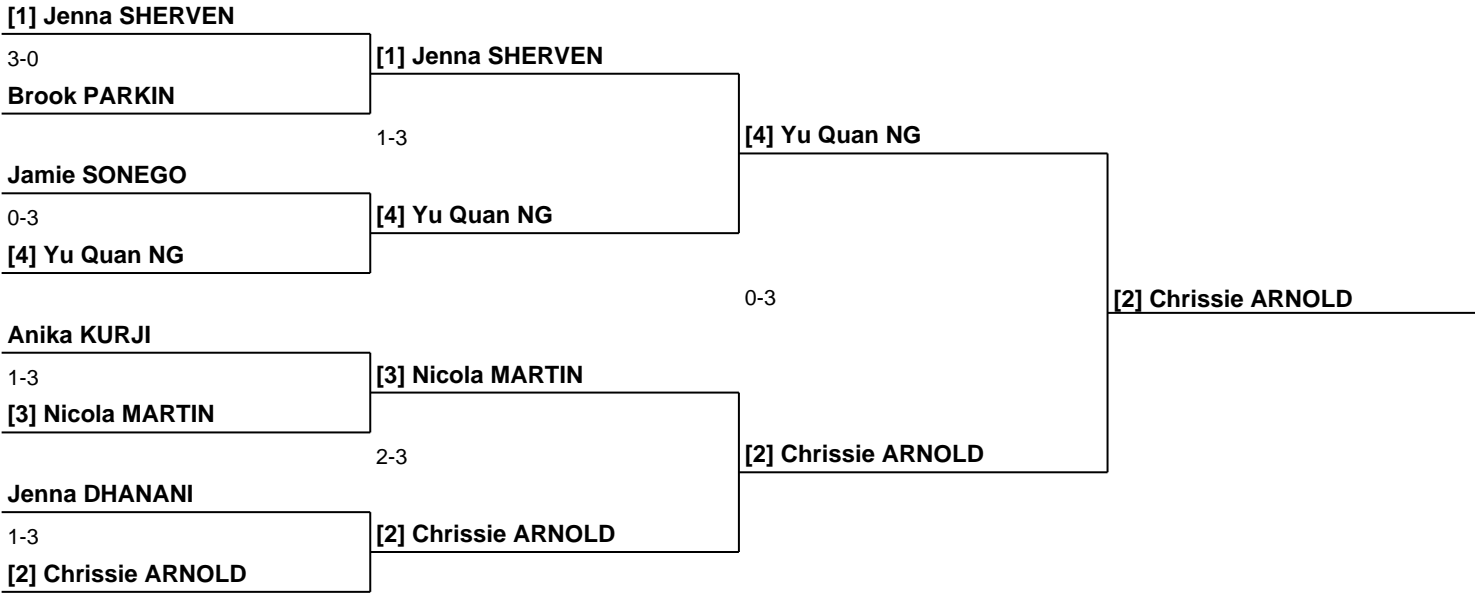 [1] Jenna SHERVEN
3-0
Brook PARKIN
[1] Jenna SHERVEN
1-3
Jamie SONEGO
0-3
[4] Yu Quan NG
[4] Yu Quan NG
[4] Yu Quan NG
0-3
Anika KURJI
1-3
[3] Nicola MARTIN
[3] Nicola MARTIN
2-3
Jenna DHANANI
1-3
[2] Chrissie ARNOLD
[2] Chrissie ARNOLD
[2] Chrissie ARNOLD
[2] Chrissie ARNOLD